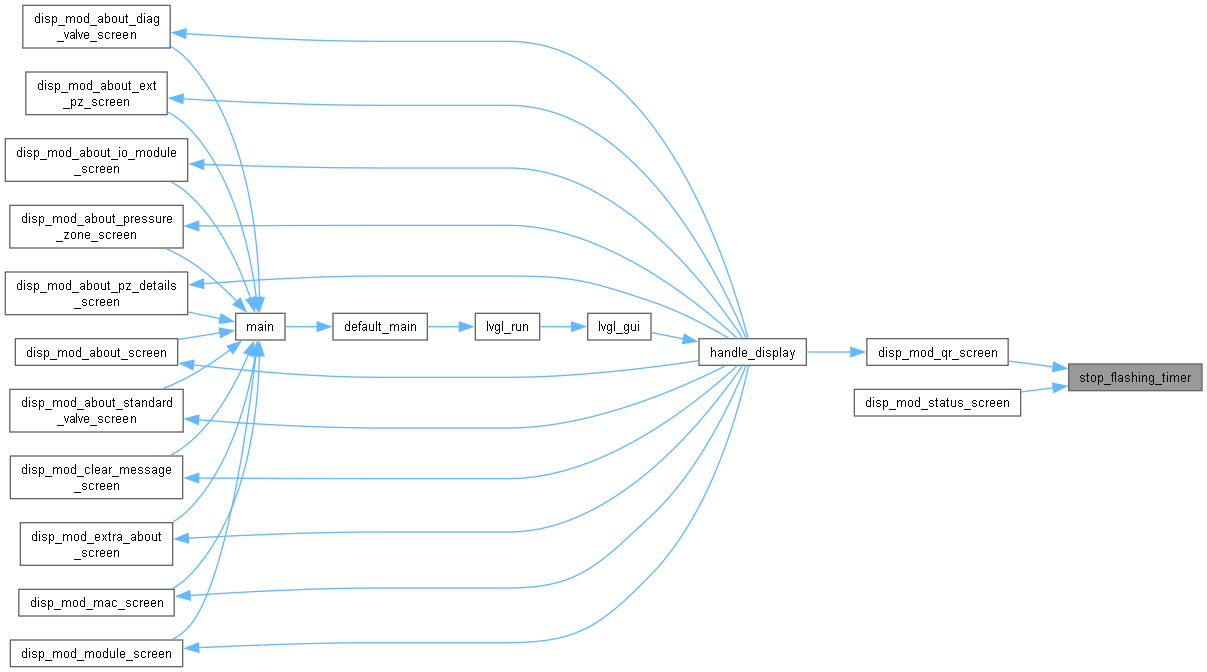 disp_mod_about_diag
_valve_screen
disp_mod_about_ext
_pz_screen
disp_mod_about_io_module
_screen
disp_mod_about_pressure
_zone_screen
disp_mod_about_pz_details
_screen
disp_mod_about_screen
disp_mod_about_standard
_valve_screen
disp_mod_clear_message
_screen
disp_mod_extra_about
_screen
disp_mod_mac_screen
disp_mod_module_screen
main
default_main
lvgl_run
lvgl_gui
handle_display
disp_mod_qr_screen
disp_mod_status_screen
stop_flashing_timer